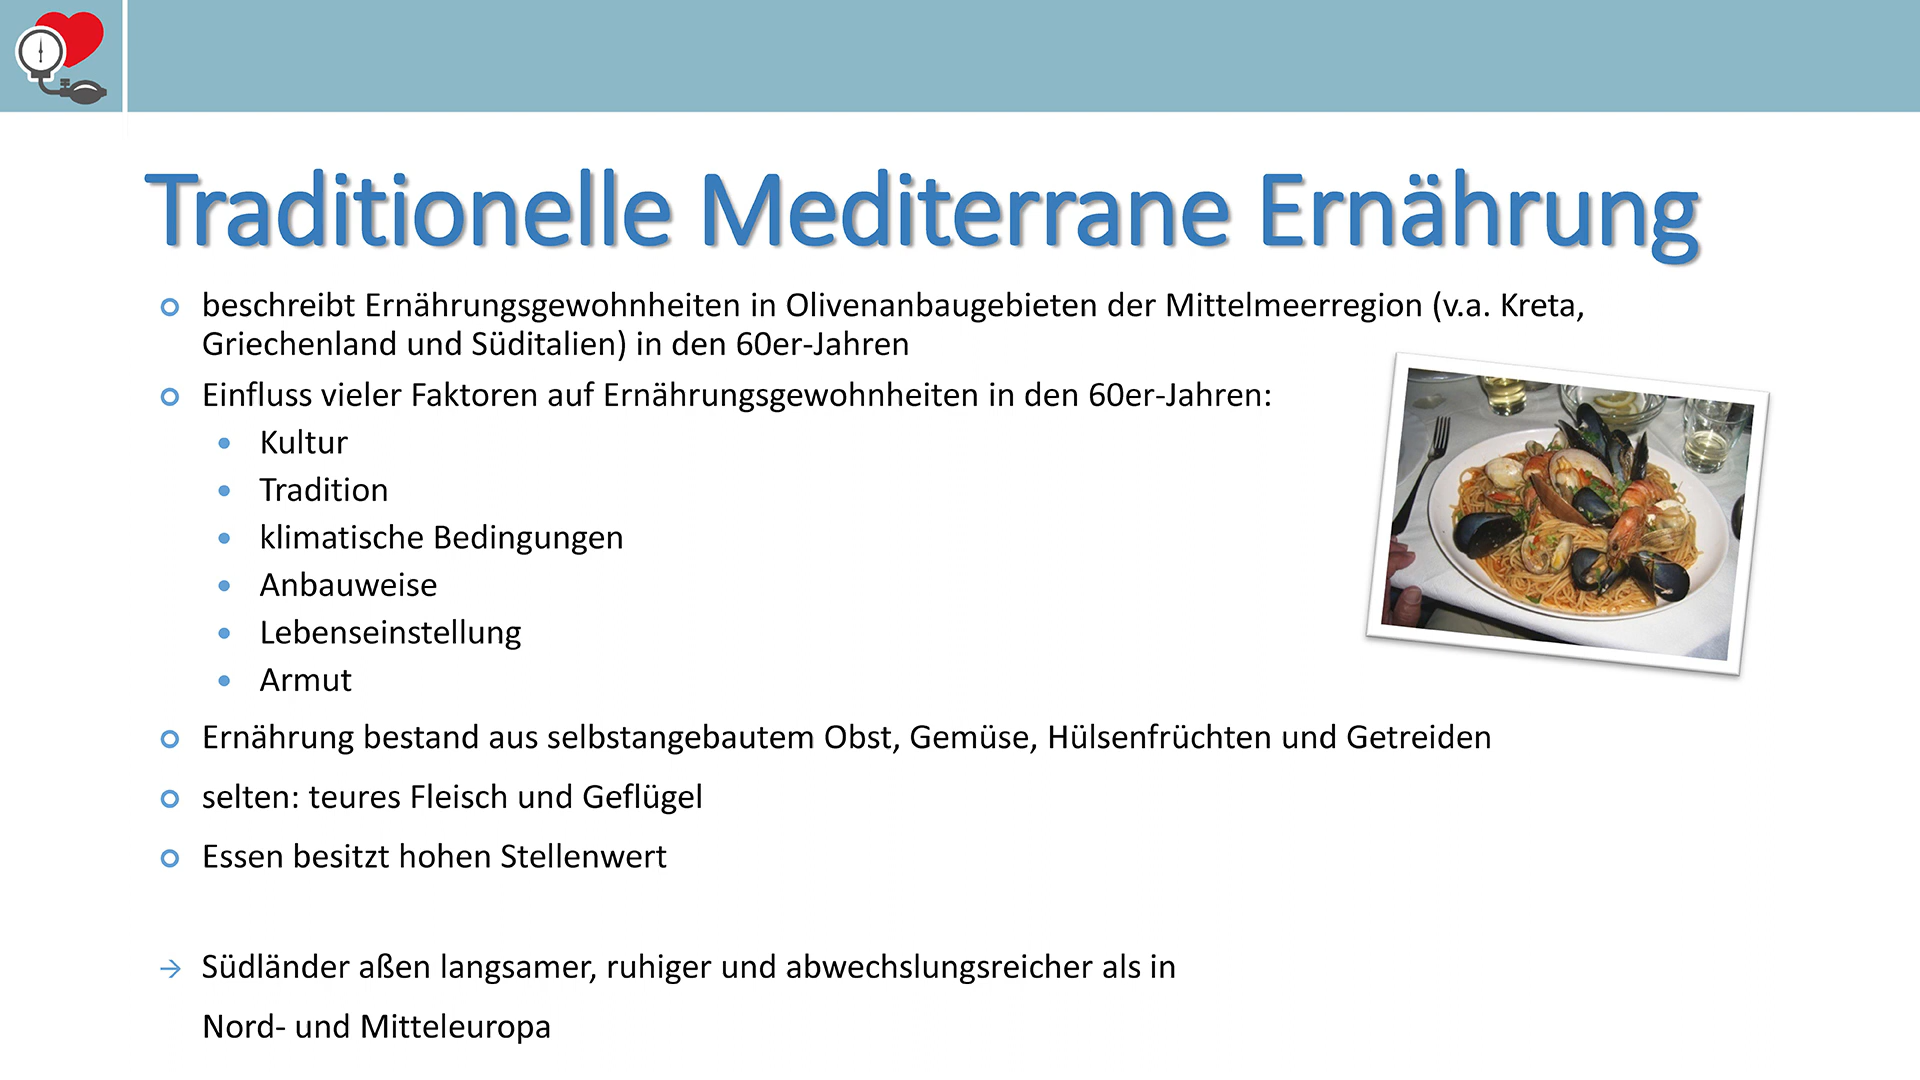 Traditionelle Mediterrane Ernährung
beschreibt Ernährungsgewohnheiten in Olivenanbaugebieten der Mittelmeerregion (v.a. Kreta,
Griechenland und Süditalien) in den 60er-Jahren
Einfluss vieler Faktoren auf Ernährungsgewohnheiten in den 60er-Jahren:
Kultur
Tradition
klimatische Bedingungen
Anbauweise
Lebenseinstellung
Armut
Ernährung bestand aus selbstangebautem Obst, Gemüse, Hülsenfrüchten und Getreiden
selten: teures Fleisch und Geflügel
Essen besitzt hohen Stellenwert
→ Südländer aßen langsamer, ruhiger und abwechslungsreicher als in
Nord- und Mitteleuropa